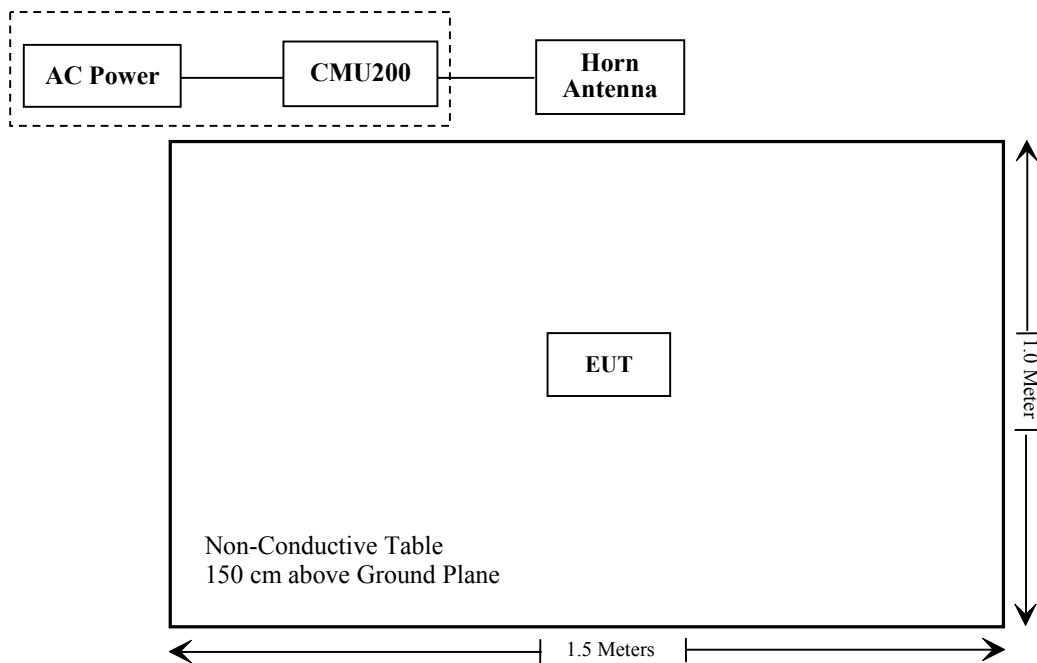 AC Power
CMU200
Horn
Antenna
EUT
1.0 Meter
Non-Conductive Table
150 cm above Ground Plane
1.5 Meters